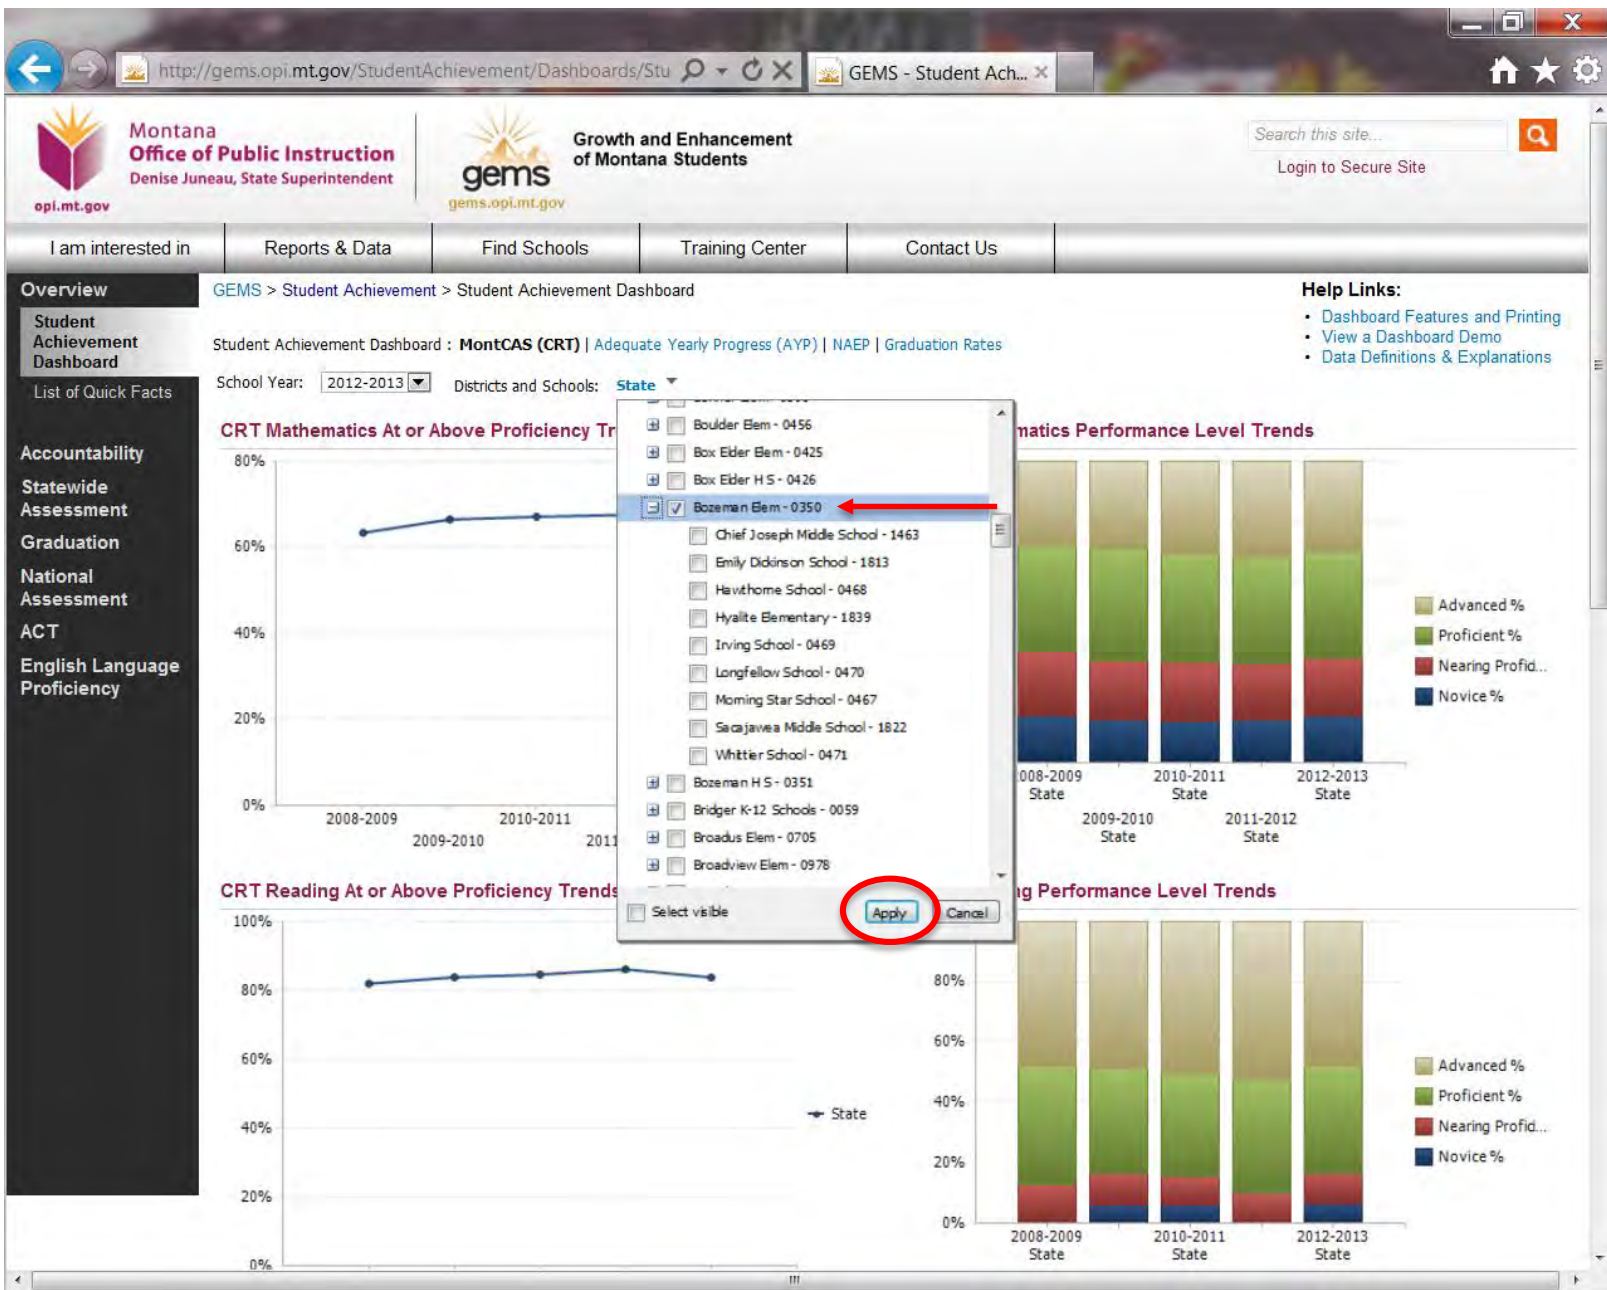 http://gems.opi.mt.gov/StudentAchievement/Dashboards/Stu
GEMS - Student Ach...
Montana
Office of Public Instruction
Denise Juneau, State Superintendent
opi.mt.gov
gems
gems.opi.mt.gov
Growth and Enhancement
of Montana Students
Search this site...
Login to Secure Site
I am interested in
Reports & Data
Find Schools
Training Center
Contact Us
Overview
Student
Achievement
Dashboard
List of Quick Facts
Accountability
Statewide
Assessment
Graduation
National
Assessment
ACT
English Language
Proficiency
GEMS > Student Achievement > Student Achievement Dashboard
Help Links:
• Dashboard Features and Printing
• View a Dashboard Demo
• Data Definitions & Explanations
Student Achievement Dashboard : MontCAS (CRT) | Adequate Yearly Progress (AYP) | NAEP | Graduation Rates
School Year: 2012-2013 Districts and Schools: State
CRT Mathematics At or Above Proficiency Tr
80%
60%
40%
20%
0%
2008-2009
2009-2010
2010-2011
2011
Boulder Elem - 0456
Box Elder Elem - 0425
Box Elder H S - 0426
Bozeman Elem - 0350
Chief Joseph Middle School - 1463
Emily Dickinson School - 1813
Hawthorne School - 0468
Hyalite Elementary - 1839
Irving School - 0469
Longfellow School - 0470
Morning Star School - 0467
Sacajawea Middle School - 1822
Whittier School - 0471
Bozeman H S - 0351
Bridger K-12 Schools - 0059
Broadus Elem - 0705
Broadview Elem - 0978
Select visible
Apply
Cancel
matics Performance Level Trends
Advanced %
Proficient %
Nearing Profid...
Novice %
008-2009
State
2009-2010
State
2010-2011
State
2011-2012
State
2012-2013
State
CRT Reading At or Above Proficiency Trends
100%
80%
60%
40%
20%
0%
State
ng Performance Level Trends
80%
60%
40%
20%
0%
2008-2009
State
2010-2011
State
2012-2013
State
Advanced %
Proficient %
Nearing Profid...
Novice %